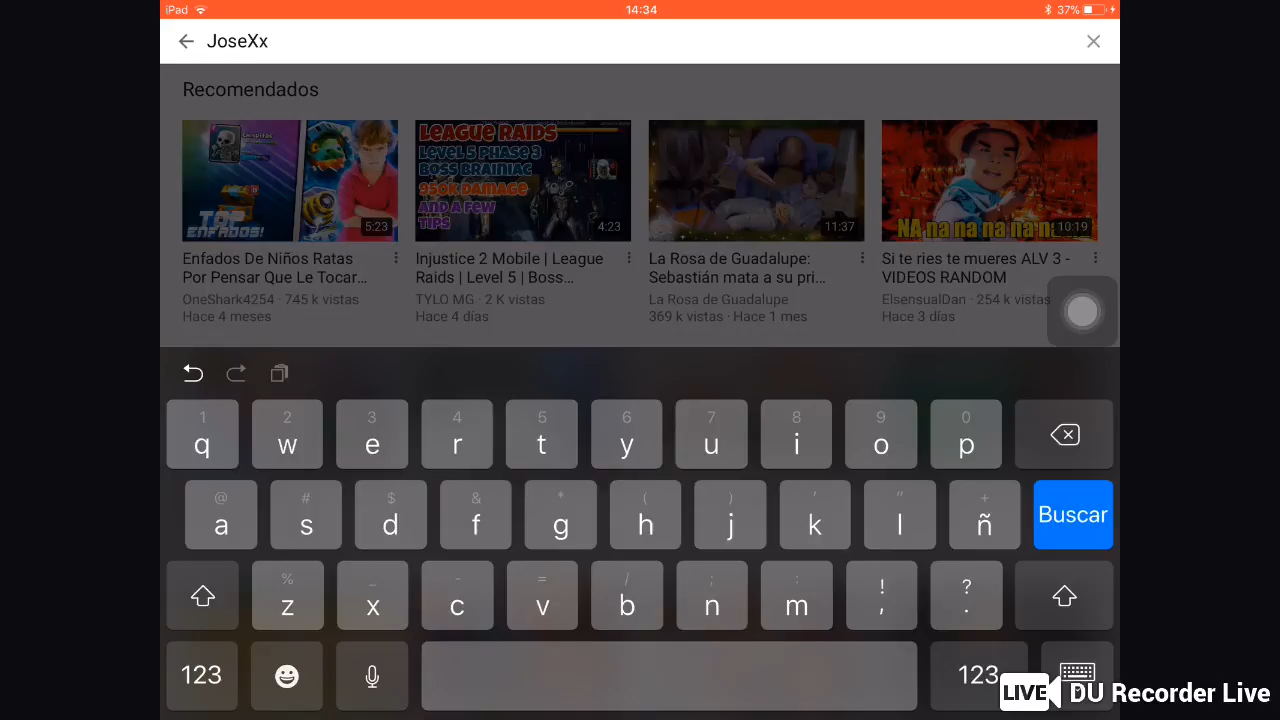 iPad 14:34 37%
JoseXx
Recomendados
TOP
ENFADOS!
5:23
LEAGUE RAIDS
LEVEL 5 PHASE 3
BOSS BRAINIAC
950K DAMAGE
AND A FEW
TIPS
4:23
11:37
NA na na na na n
10:19
Enfados De Niños Ratas
Por Pensar Que Le Tocar...
OneShark4254 · 745 k vistas
Hace 4 meses
Injustice 2 Mobile | League
Raids | Level 5 | Boss...
TYLO MG · 2 K vistas
Hace 4 días
La Rosa de Guadalupe:
Sebastián mata a su pri...
La Rosa de Guadalupe
369 k vistas · Hace 1 mes
Si te ries te mueres ALV 3 -
VIDEOS RANDOM
ElsensualDan · 254 k vistas
Hace 3 días
1 2 3 4 5 6 7 8 9 0
q w e r t y u i o p
@ # $ & * ( ) ' " +
a s d f g h j k l ñ Buscar
% _ - = / ; : ! ?
z x c v b n m , .
123 123
LIVE DU Recorder Live